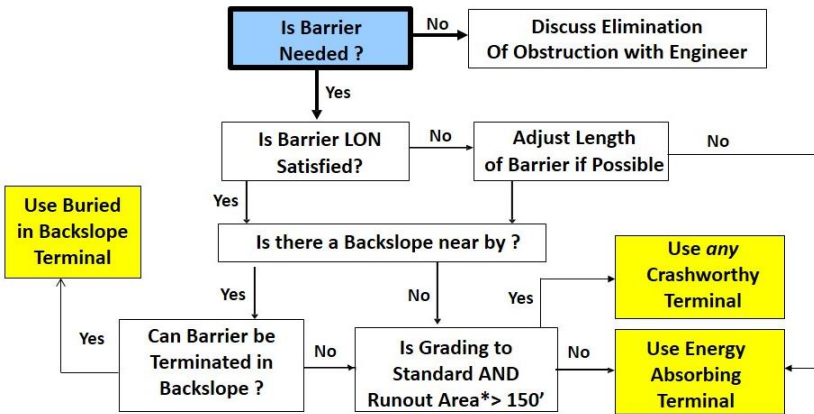 Is Barrier
Needed ?
No
Discuss Elimination
Of Obstruction with Engineer
Yes
Is Barrier LON
Satisfied?
No
Adjust Length
of Barrier if Possible
No
Yes
Use Buried
in Backslope
Terminal
Is there a Backslope near by ?
Use any
Crashworthy
Terminal
Yes
No
Yes
Yes
Can Barrier be
Terminated in
Backslope ?
No
Is Grading to
Standard AND
Runout Area*> 150’
No
Use Energy
Absorbing
Terminal